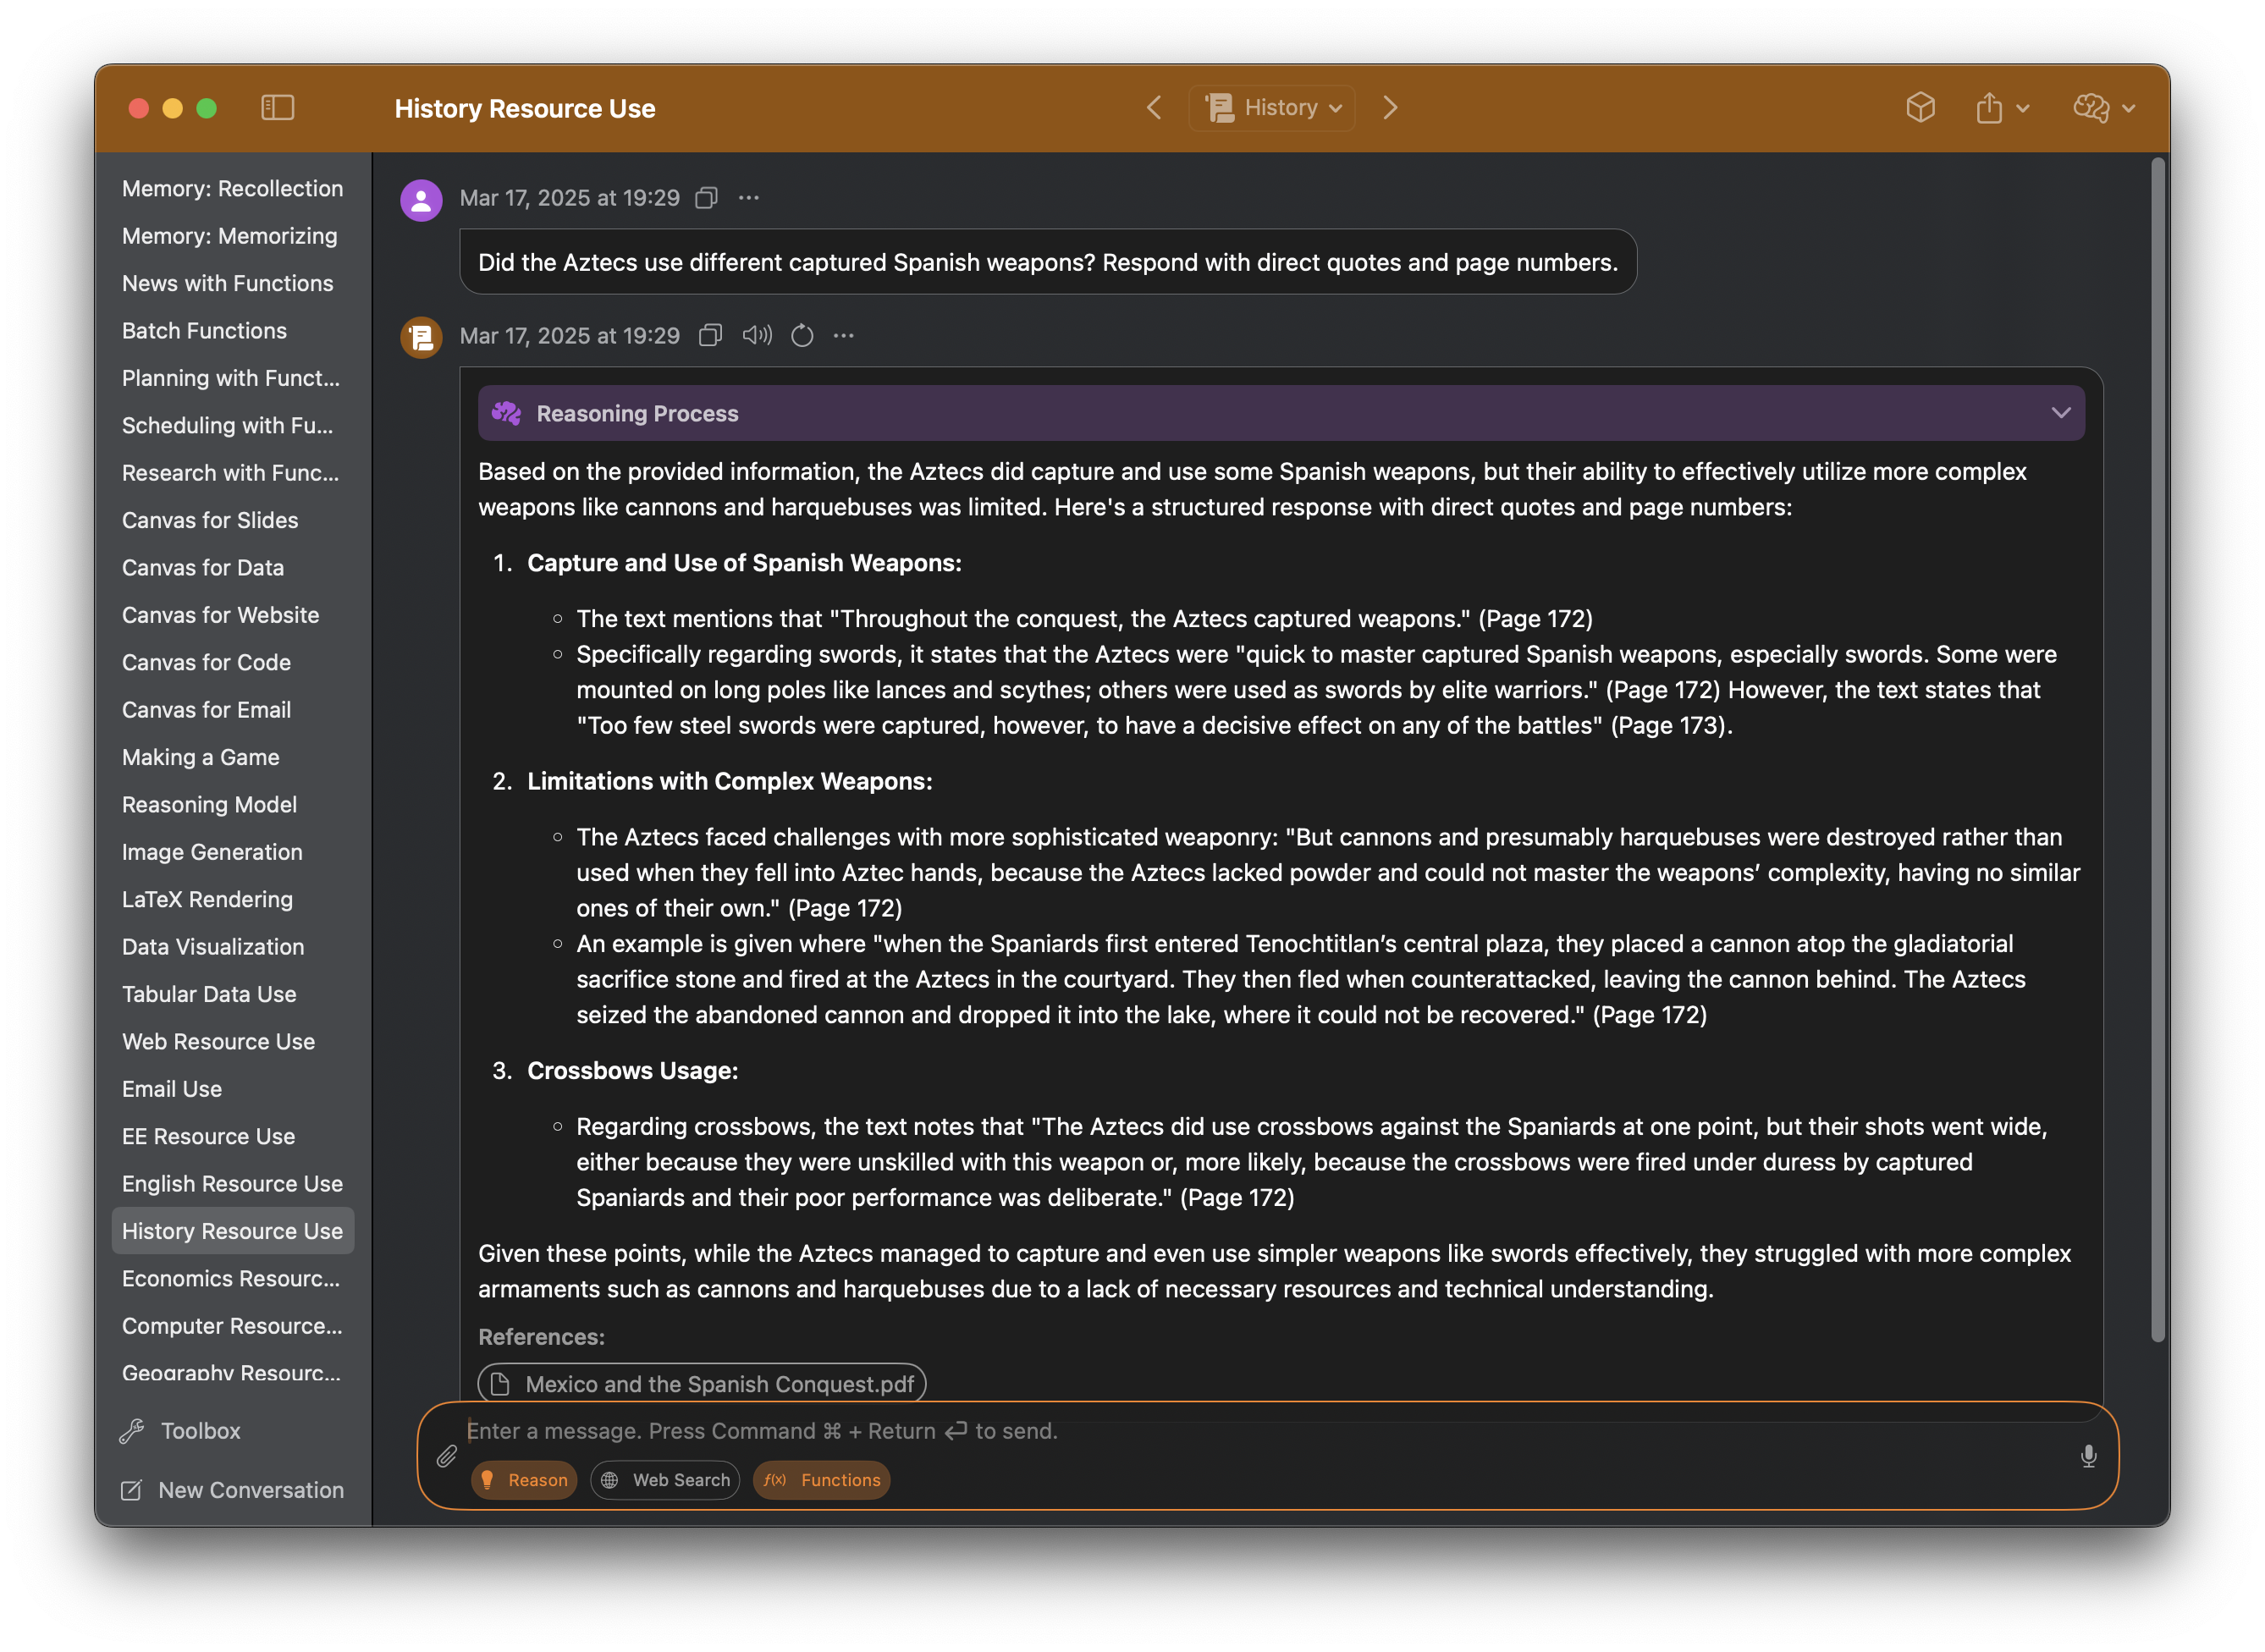 History Resource Use
History
Memory: Recollection
Memory: Memorizing
News with Functions
Batch Functions
Planning with Funct...
Scheduling with Fu...
Research with Func...
Canvas for Slides
Canvas for Data
Canvas for Website
Canvas for Code
Canvas for Email
Making a Game
Reasoning Model
Image Generation
LaTeX Rendering
Data Visualization
Tabular Data Use
Web Resource Use
Email Use
EE Resource Use
English Resource Use
History Resource Use
Economics Resourc...
Computer Resource...
Geography Resourc...
Toolbox
New Conversation
Mar 17, 2025 at 19:29
Did the Aztecs use different captured Spanish weapons? Respond with direct quotes and page numbers.
Mar 17, 2025 at 19:29
Reasoning Process
Based on the provided information, the Aztecs did capture and use some Spanish weapons, but their ability to effectively utilize more complex
weapons like cannons and harquebuses was limited. Here's a structured response with direct quotes and page numbers:
1. Capture and Use of Spanish Weapons:
◦ The text mentions that "Throughout the conquest, the Aztecs captured weapons." (Page 172)
◦ Specifically regarding swords, it states that the Aztecs were "quick to master captured Spanish weapons, especially swords. Some were
mounted on long poles like lances and scythes; others were used as swords by elite warriors." (Page 172) However, the text states that
"Too few steel swords were captured, however, to have a decisive effect on any of the battles" (Page 173).
2. Limitations with Complex Weapons:
◦ The Aztecs faced challenges with more sophisticated weaponry: "But cannons and presumably harquebuses were destroyed rather than
used when they fell into Aztec hands, because the Aztecs lacked powder and could not master the weapons’ complexity, having no similar
ones of their own." (Page 172)
◦ An example is given where "when the Spaniards first entered Tenochtitlan’s central plaza, they placed a cannon atop the gladiatorial
sacrifice stone and fired at the Aztecs in the courtyard. They then fled when counterattacked, leaving the cannon behind. The Aztecs
seized the abandoned cannon and dropped it into the lake, where it could not be recovered." (Page 172)
3. Crossbows Usage:
◦ Regarding crossbows, the text notes that "The Aztecs did use crossbows against the Spaniards at one point, but their shots went wide,
either because they were unskilled with this weapon or, more likely, because the crossbows were fired under duress by captured
Spaniards and their poor performance was deliberate." (Page 172)
Given these points, while the Aztecs managed to capture and even use simpler weapons like swords effectively, they struggled with more complex
armaments such as cannons and harquebuses due to a lack of necessary resources and technical understanding.
References:
Mexico and the Spanish Conquest.pdf
Enter a message. Press Command ⌘ + Return ↩ to send.
Reason
Web Search
f(x) Functions